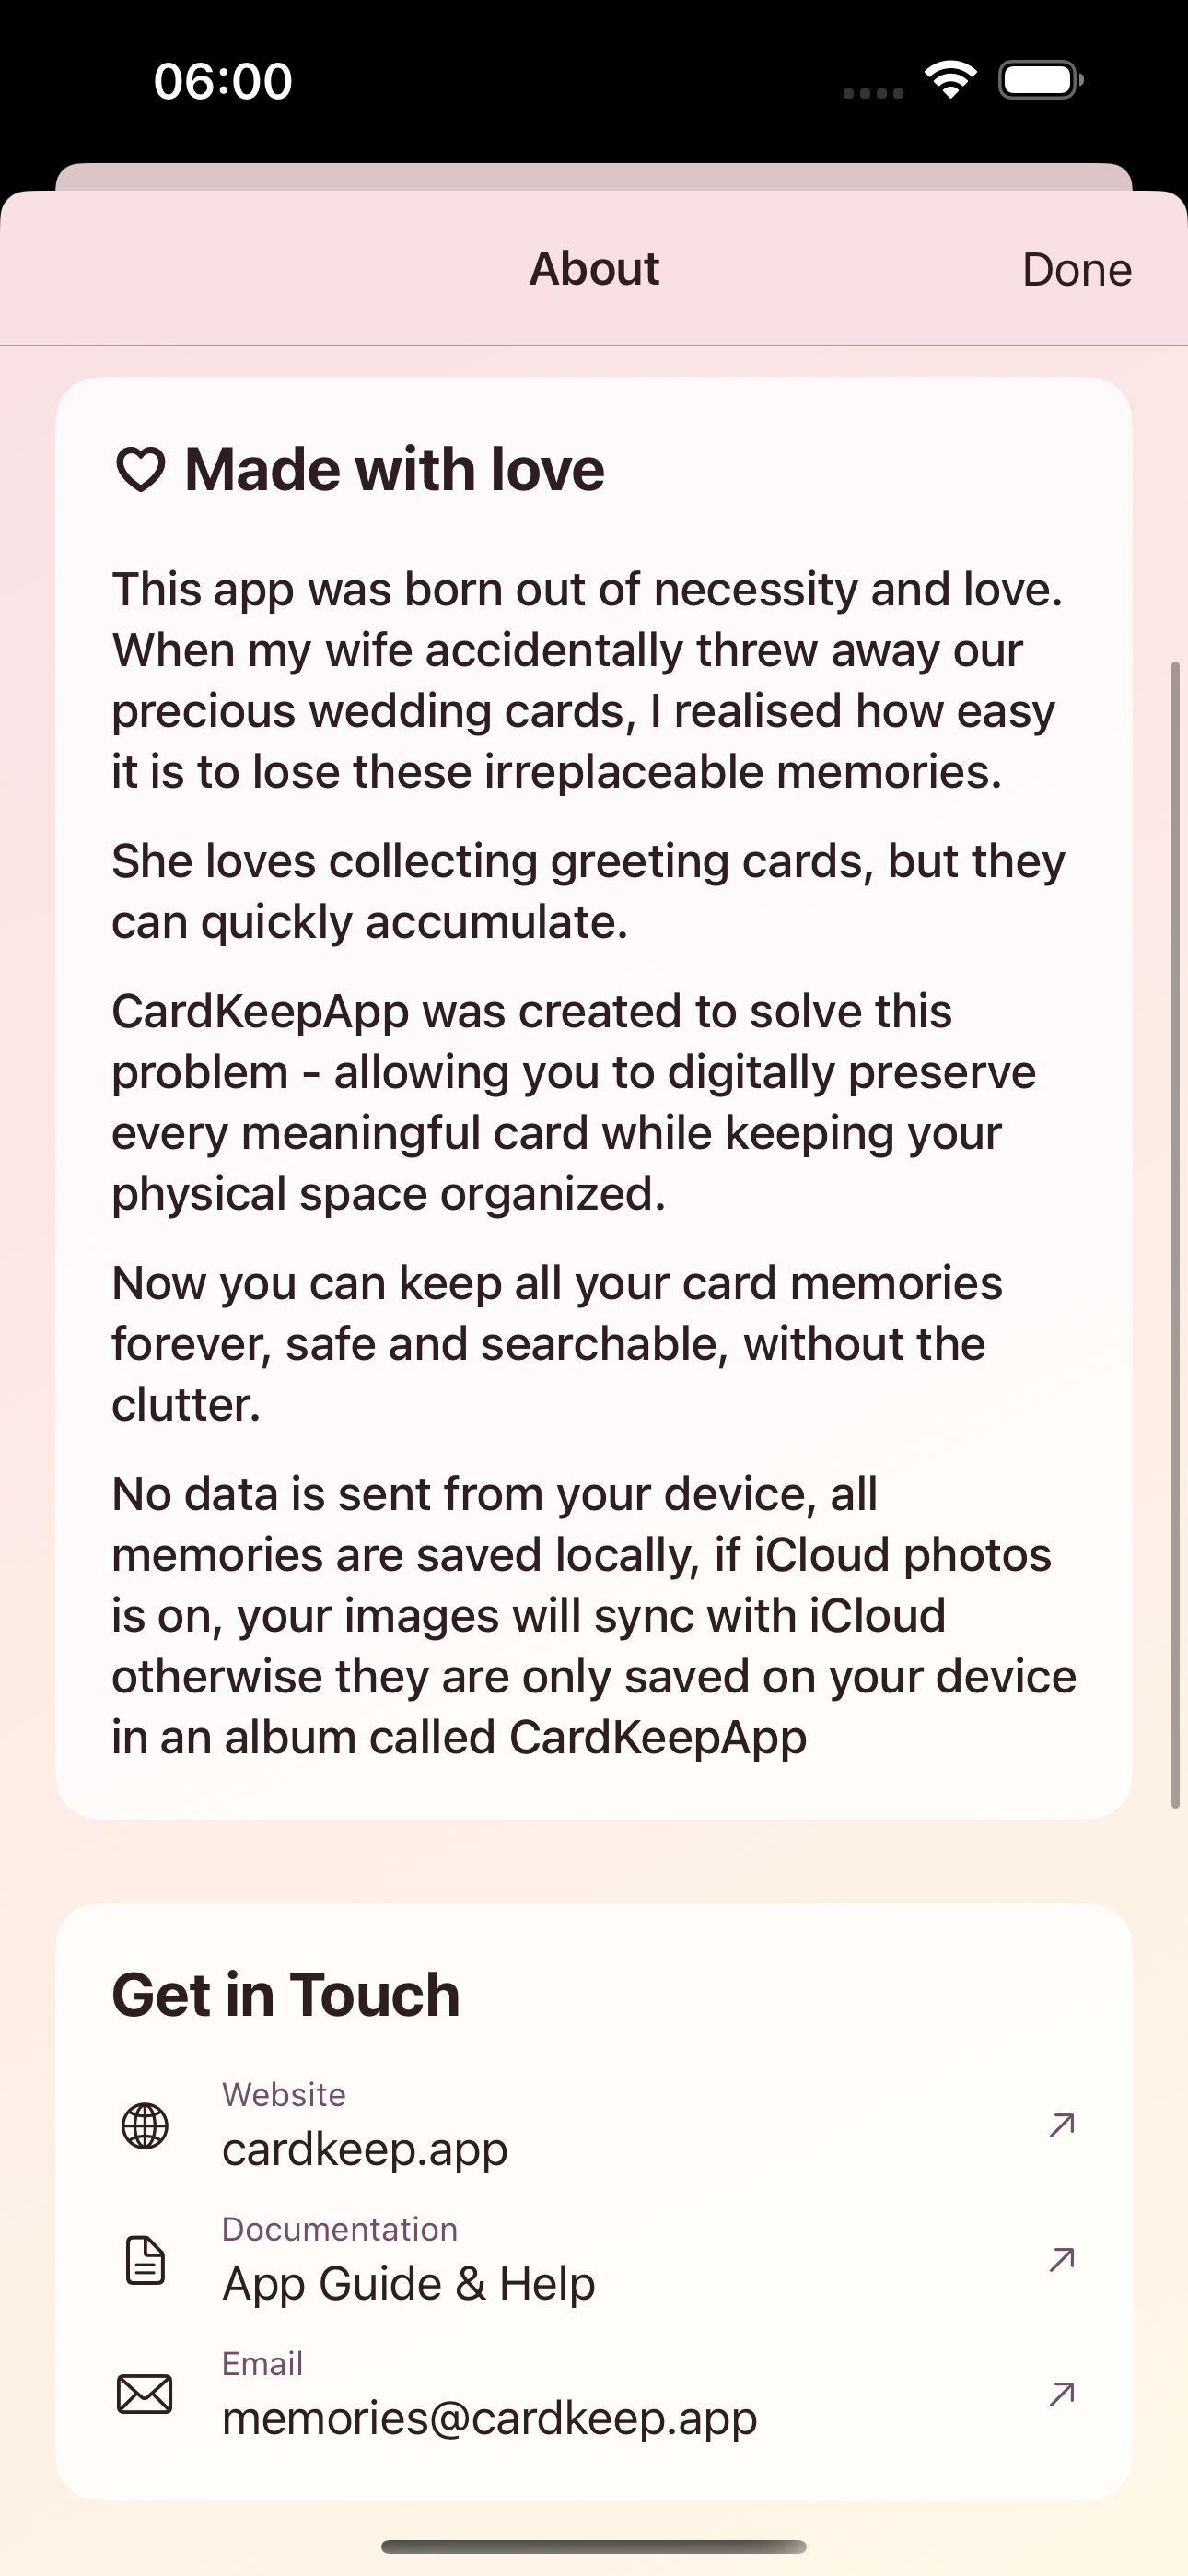 06:00
About
Done
Made with love
This app was born out of necessity and love.
When my wife accidentally threw away our
precious wedding cards, I realised how easy
it is to lose these irreplaceable memories.
She loves collecting greeting cards, but they
can quickly accumulate.
CardKeepApp was created to solve this
problem - allowing you to digitally preserve
every meaningful card while keeping your
physical space organized.
Now you can keep all your card memories
forever, safe and searchable, without the
clutter.
No data is sent from your device, all
memories are saved locally, if iCloud photos
is on, your images will sync with iCloud
otherwise they are only saved on your device
in an album called CardKeepApp
Get in Touch
Website
cardkeep.app
Documentation
App Guide & Help
Email
memories@cardkeep.app